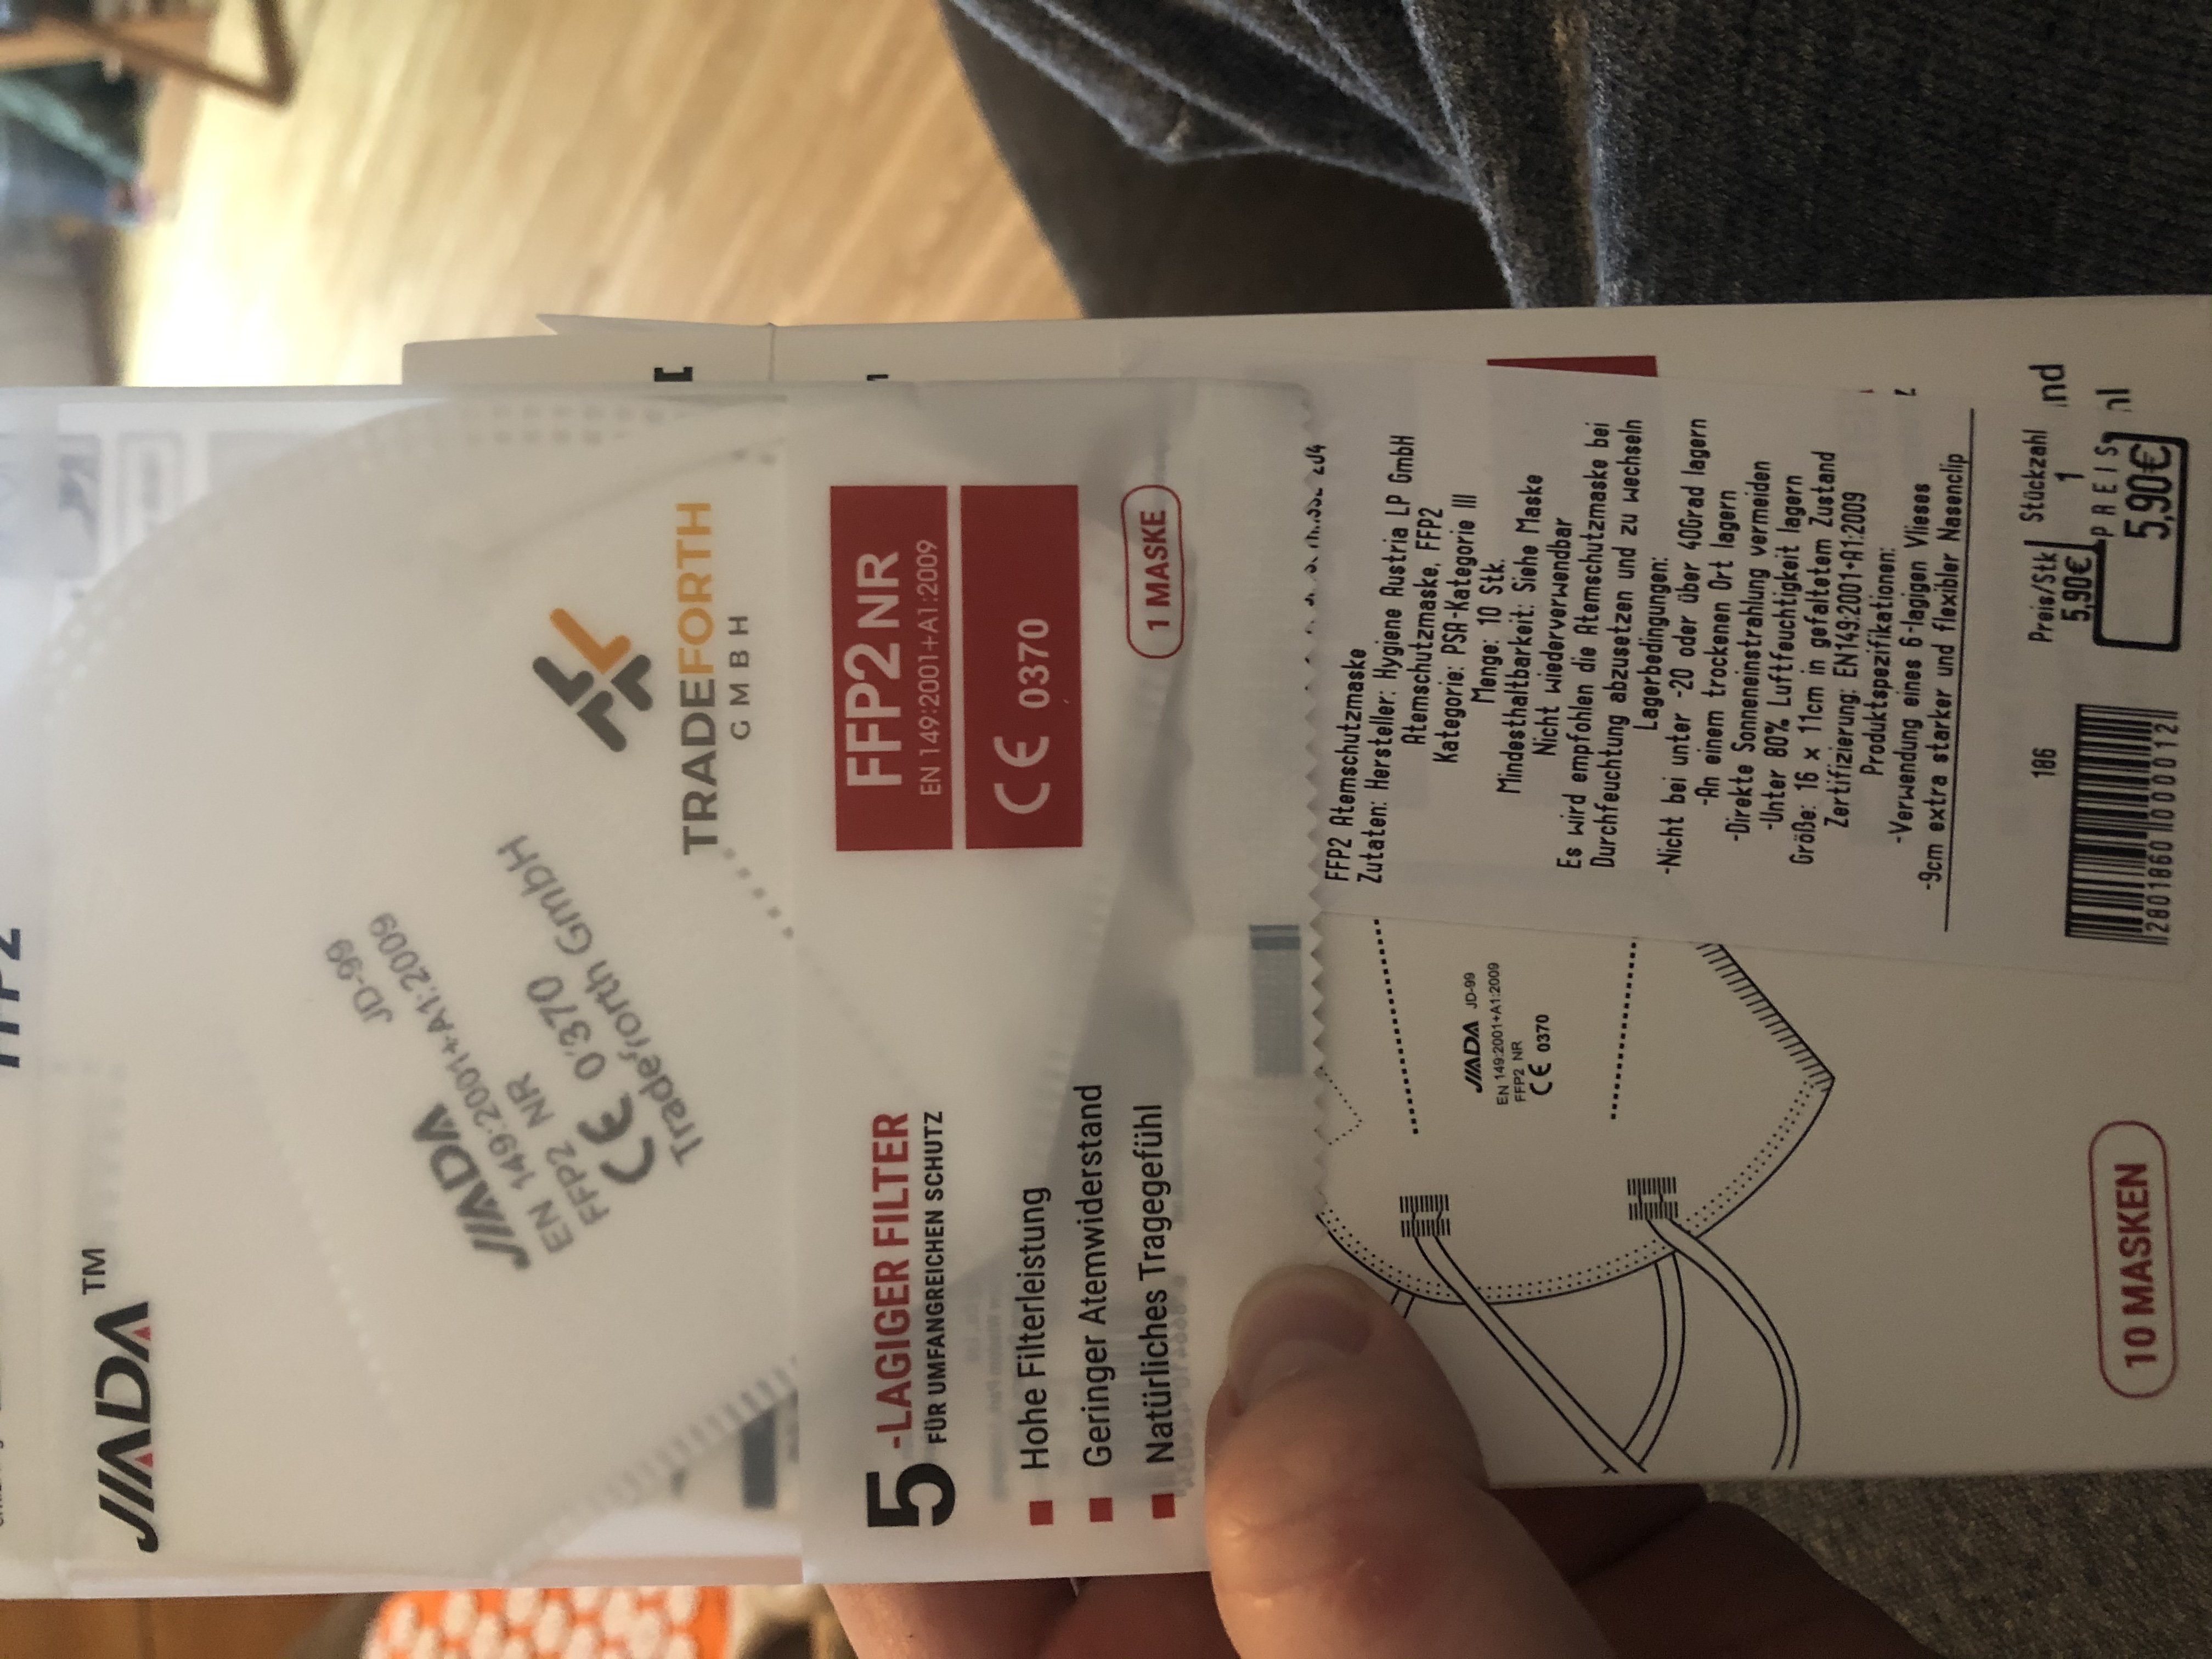 JIADA™
JD-99
JIADA
EN 149:2001+A1:2009
FFP2 NR
CE 0370
Tradeforth GmbH
TRADEFORTH
GMBH
5-LAGIGER FILTER
FÜR UMFANGREICHEN SCHUTZ
Hohe Filterleistung
Geringer Atemwiderstand
Natürliches Tragegefühl
FFP2 NR
EN 149:2001+A1:2009
CE 0370
1 MASKE
FFP2 Atemschutzmaske
Zutaten: Hersteller: Hygiene Austria LP GmbH
Atemschutzmaske, FFP2
Kategorie: PSA-Kategorie III
Menge: 10 Stk.
Mindesthaltbarkeit: Siehe Maske
Nicht wiederverwendbar
Es wird empfohlen die Atemschutzmaske bei
Durchfeuchtung abzusetzen und zu wechseln
Lagerbedingungen:
-Nicht bei unter -20 oder über 40Grad lagern
-An einem trockenen Ort lagern
-Direkte Sonneneinstrahlung vermeiden
-Unter 80% Luftfeuchtigkeit lagern
Größe: 16 x 11cm in gefaltetem Zustand
Zertifizierung: EN149:2001+A1:2009
Produktspezifikationen:
-Verwendung eines 6-lagigen Vlieses
-9cm extra starker und flexibler Nasenclip
186 Preis/Stk Stückzahl
5,90€ 1
PREIS
5,90€
2801860000012
JIADA JD-99
EN 149:2001+A1:2009
FFP2 NR
CE 0370
10 MASKEN